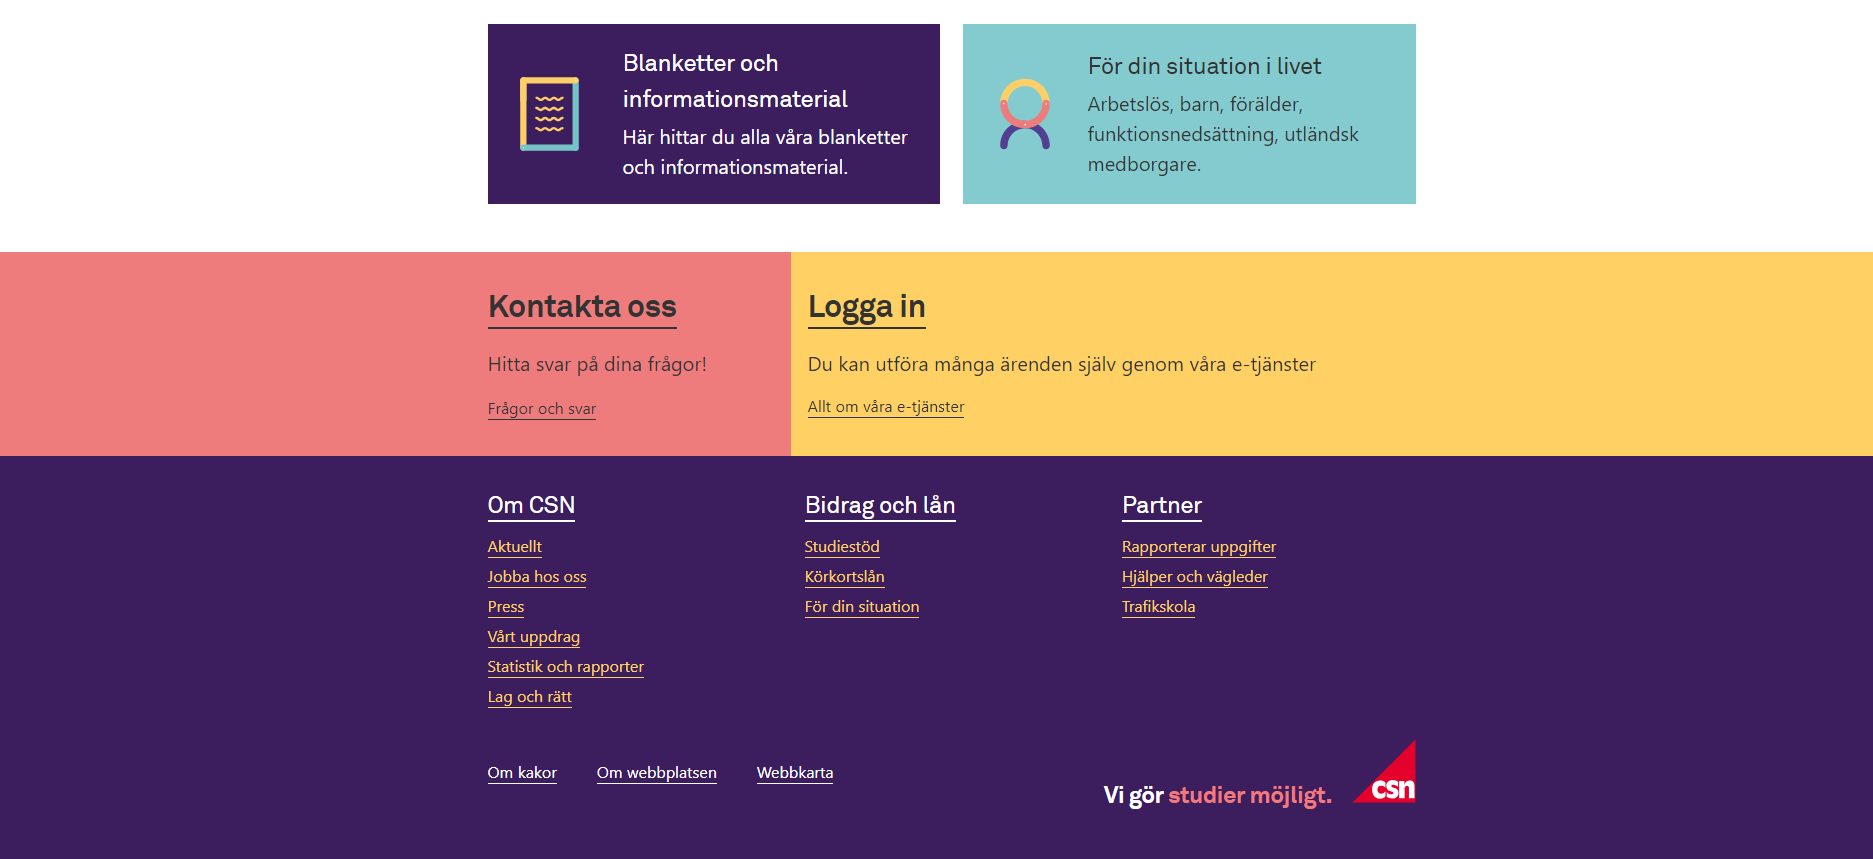 Blanketter och
informationsmaterial
Här hittar du alla våra blanketter
och informationsmaterial.
För din situation i livet
Arbetslös, barn, förälder,
funktionsnedsättning, utländsk
medborgare.
Kontakta oss
Hitta svar på dina frågor!
Frågor och svar
Logga in
Du kan utföra många ärenden själv genom våra e-tjänster
Allt om våra e-tjänster
Om CSN
Aktuellt
Jobba hos oss
Press
Vårt uppdrag
Statistik och rapporter
Lag och rätt
Bidrag och lån
Studiestöd
Körkortslån
För din situation
Partner
Rapporterar uppgifter
Hjälper och vägleder
Trafikskola
Om kakor
Om webbplatsen
Webbkarta
Vi gör studier möjligt.
csn